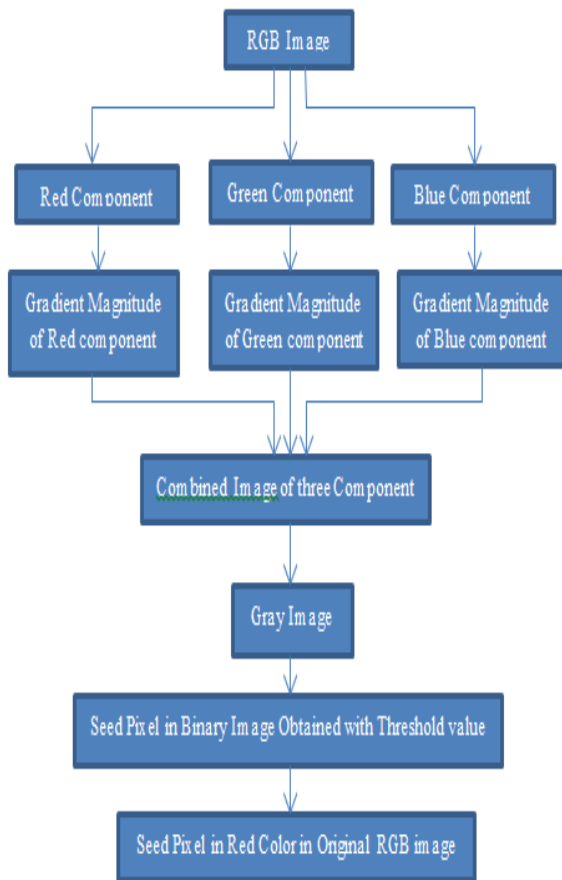 RGB Image
Red Component
Green Component
Blue Component
Gradient Magnitude
of Red component
Gradient Magnitude
of Green component
Gradient Magnitude
of Blue component
Combined Image of three Component
Gray Image
Seed Pixel in Binary Image Obtained with Threshold value
Seed Pixel in Red Color in Original RGB image